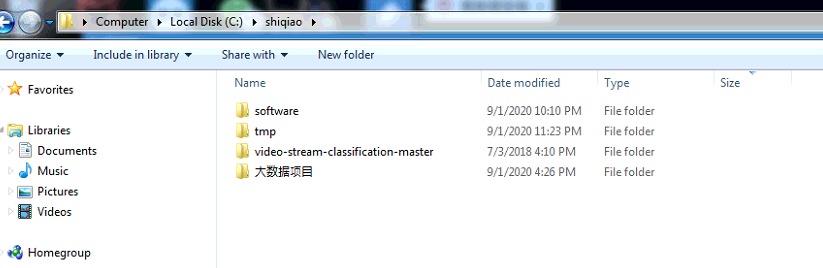 Computer Local Disk (C:) shiqiao
Organize Include in library Share with New folder
Name Date modified Type Size
Favorites
software 9/1/2020 10:10 PM File folder
tmp 9/1/2020 11:23 PM File folder
Libraries
video-stream-classification-master 7/3/2018 4:10 PM File folder
Documents
大数据项目 9/1/2020 4:26 PM File folder
Music
Pictures
Videos
Homegroup